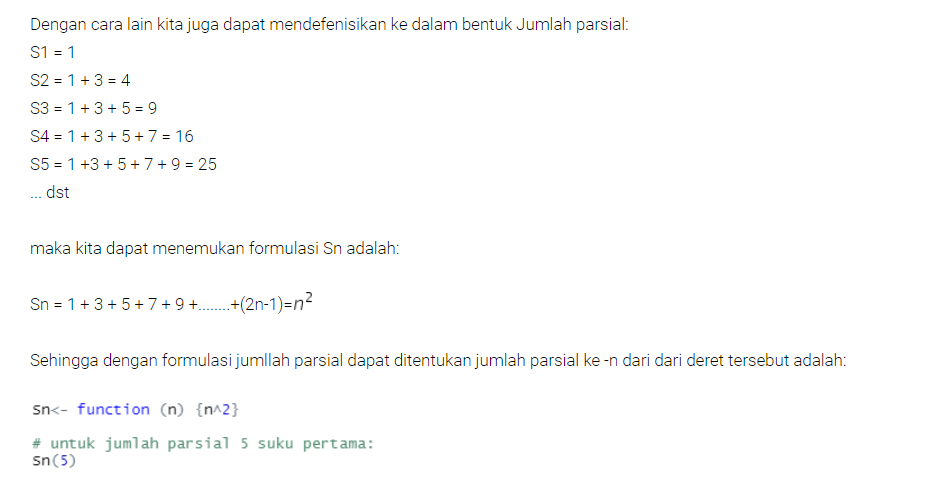 Dengan cara lain kita juga dapat mendefenisikan ke dalam bentuk Jumlah parsial:
S1 = 1
S2 = 1 + 3 = 4
S3 = 1 + 3 + 5 = 9
S4 = 1 + 3 + 5 + 7 = 16
S5 = 1 +3 + 5 + 7 + 9 = 25
... dst
maka kita dapat menemukan formulasi Sn adalah:
Sn = 1 + 3 + 5 + 7 + 9 +........+(2n-1)=n²
Sehingga dengan formulasi jumllah parsial dapat ditentukan jumlah parsial ke -n dari dari deret tersebut adalah:
Sn<- function (n) {n^2}
# untuk jumlah parsial 5 suku pertama:
Sn(5)